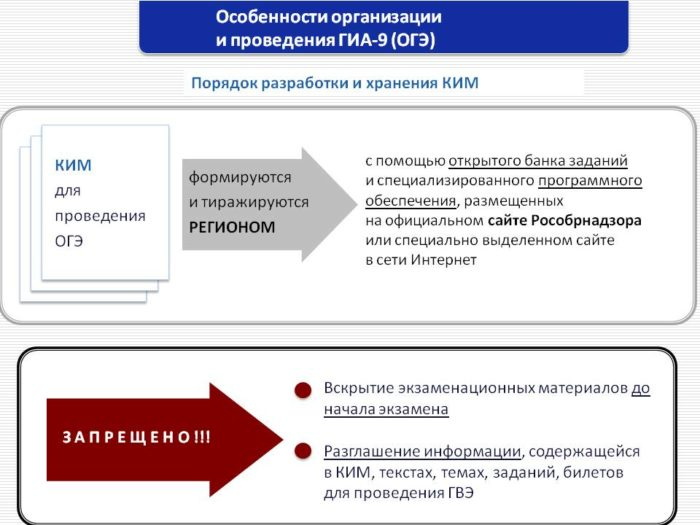 Особенности организации
и проведения ГИА-9 (ОГЭ)
Порядок разработки и хранения КИМ
КИМ
для
проведения
ОГЭ
формируются
и тиражируются
РЕГИОНОМ
с помощью открытого банка заданий
и специализированного программного
обеспечения, размещенных
на официальном сайте Рособрнадзора
или специально выделенном сайте
в сети Интернет
З А П Р Е Щ Е Н О !!!
Вскрытие экзаменационных материалов до
начала экзамена
Разглашение информации, содержащейся
в КИМ, текстах, темах, заданий, билетов
для проведения ГВЭ